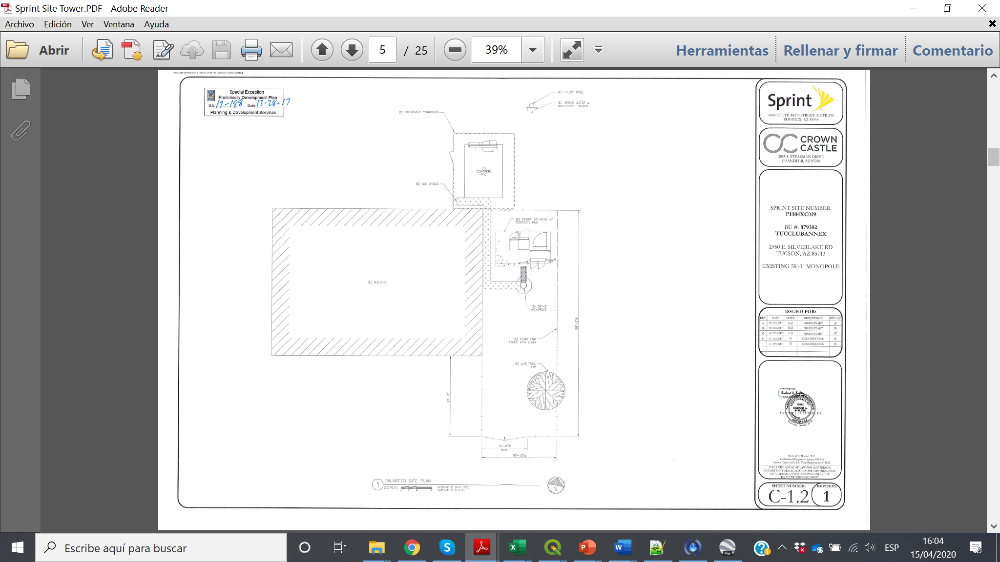 Sprint Site Tower.PDF - Adobe Reader
Archivo Edición Ver Ventana Ayuda
Abrir
5 / 25
39%
Herramientas Rellenar y firmar Comentario
Special Exception
Preliminary Development Plan
S.E. 17-188 Date 12-28-17
Planning & Development Services
(E) UTILITY POLE
(E) SPRINT METER &
DISCONNECT SWITCH
(E) EQUIPMENT COMPOUND
(E)
CONCRETE
PAD
(E) ICE BRIDGE
(E) SPRINT 14'-6"x8'-0"
CONCRETE PAD
(E) BUILDING
(E) 58'-0"
MONOPOLE
59'-3"±
(E) CHAIN LINK
FENCE WITH SLATS
(E) LIVE TREE,
TYP
21'-1"±
12'-0"±
GATE
19'-10"±
1
ENLARGED SITE PLAN
SCALE:
3/16"=1'-0" (FULL SIZE)
3/32"=1'-0" (11x17)
N
Sprint
8040 SOUTH 48TH STREET, SUITE 200
PHOENIX, AZ 85044
CC CROWN
CASTLE
2055 S. STEARMAN DRIVE
CHANDLER, AZ 85286
SPRINT SITE NUMBER:
PH04XC019
BU #: 879302
TUCCLUBANNEX
2950 E. SILVERLAKE RD
TUCSON, AZ 85713
EXISTING 58'-0" MONOPOLE
ISSUED FOR:
REV DATE DRWN DESCRIPTION DES./QA
A 06/23/2017 EAJ PRELIMINARY JC
B 08/18/2017 EAJ PRELIMINARY JC
C 09/07/2017 EAJ PRELIMINARY JC
0 11/02/2017 TJ CONSTRUCTION JC
1 11/09/2017 TJ CONSTRUCTION JC
Richard A. Boelter
36442
RICHARD A.
BOELTER
ARIZONA U.S.A.
Richard A. Boelter, P.E.
Professional Engineer License #36442
Crown Castle USA, Inc. Firm Registration #14642
IT IS A VIOLATION OF LAW FOR ANY PERSON,
UNLESS THEY ARE ACTING UNDER THE DIRECTION
OF A LICENSED PROFESSIONAL ENGINEER,
TO ALTER THIS DOCUMENT.
SHEET NUMBER: REVISION:
C-1.2 1
Escribe aquí para buscar
Pro
ESP
16:04
15/04/2020